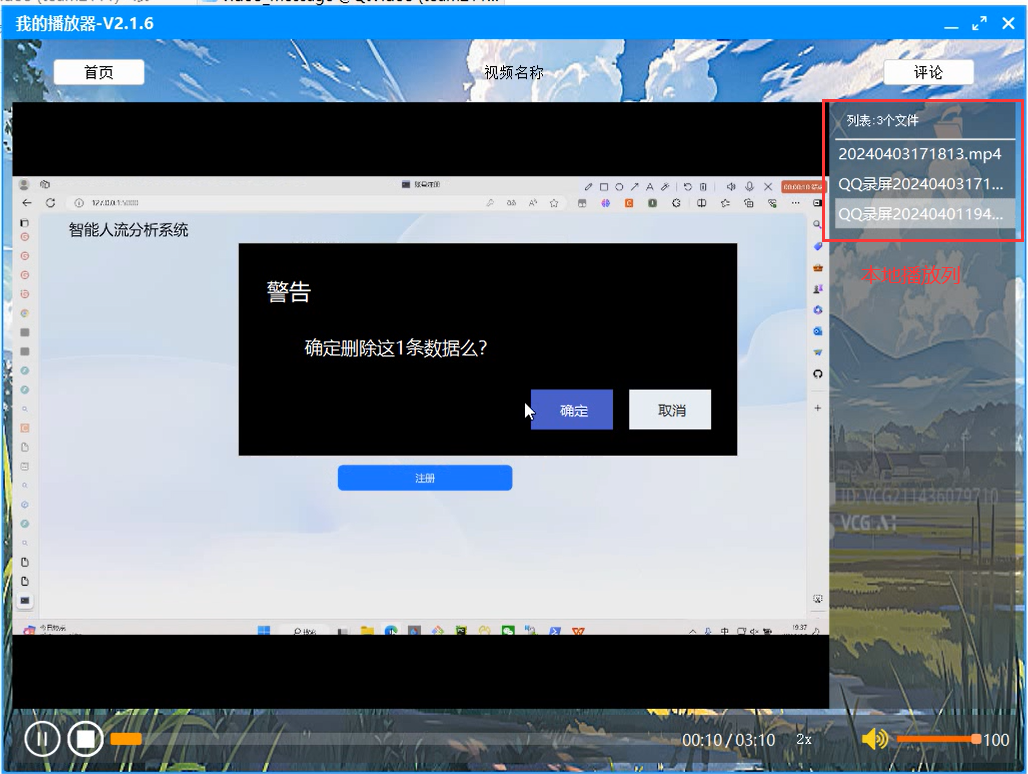 我的播放器-V2.1.6
首页
视频名称
评论
列表:3个文件
20240403171813.mp4
QQ录屏20240403171...
QQ录屏20240401194...
本地播放列
127.0.0.1:5000
智能人流分析系统
警告
确定删除这1条数据么?
确定
取消
注册
ID:VCG211436079710
VCG
中
19:37
00:10/03:10
2x
100